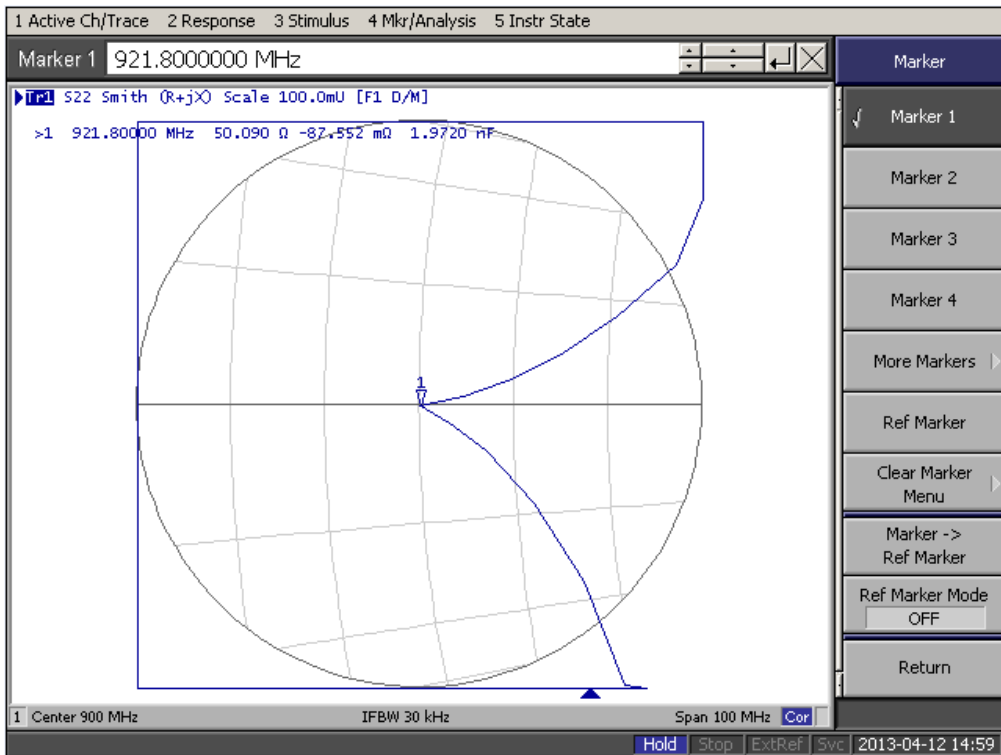 1 Active Ch/Trace 2 Response 3 Stimulus 4 Mkr/Analysis 5 Instr State
Marker 1 921.8000000 MHz
Tr1 S22 Smith (R+jX) Scale 100.0mU [F1 D/M]
>1 921.80000 MHz 50.090 Ω -87.552 mΩ 1.9720 nF
1
1 Center 900 MHz IFBW 30 kHz Span 100 MHz Cor
Marker
√ Marker 1
Marker 2
Marker 3
Marker 4
More Markers
Ref Marker
Clear Marker
Menu
Marker ->
Ref Marker
Ref Marker Mode
OFF
Return
Hold Stop ExtRef Svc 2013-04-12 14:59